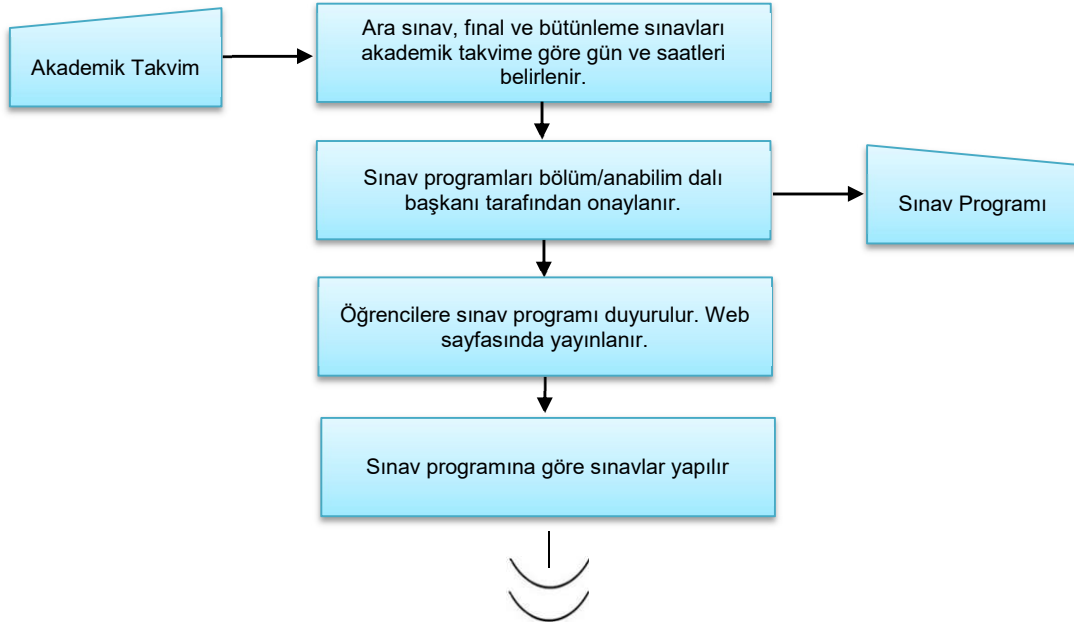 Akademik Takvim
Ara sınav, fınal ve bütünleme sınavları
akademik takvime göre gün ve saatleri
belirlenir.
Sınav programları bölüm/anabilim dalı
başkanı tarafından onaylanır.
Sınav Programı
Öğrencilere sınav programı duyurulur. Web
sayfasında yayınlanır.
Sınav programına göre sınavlar yapılır